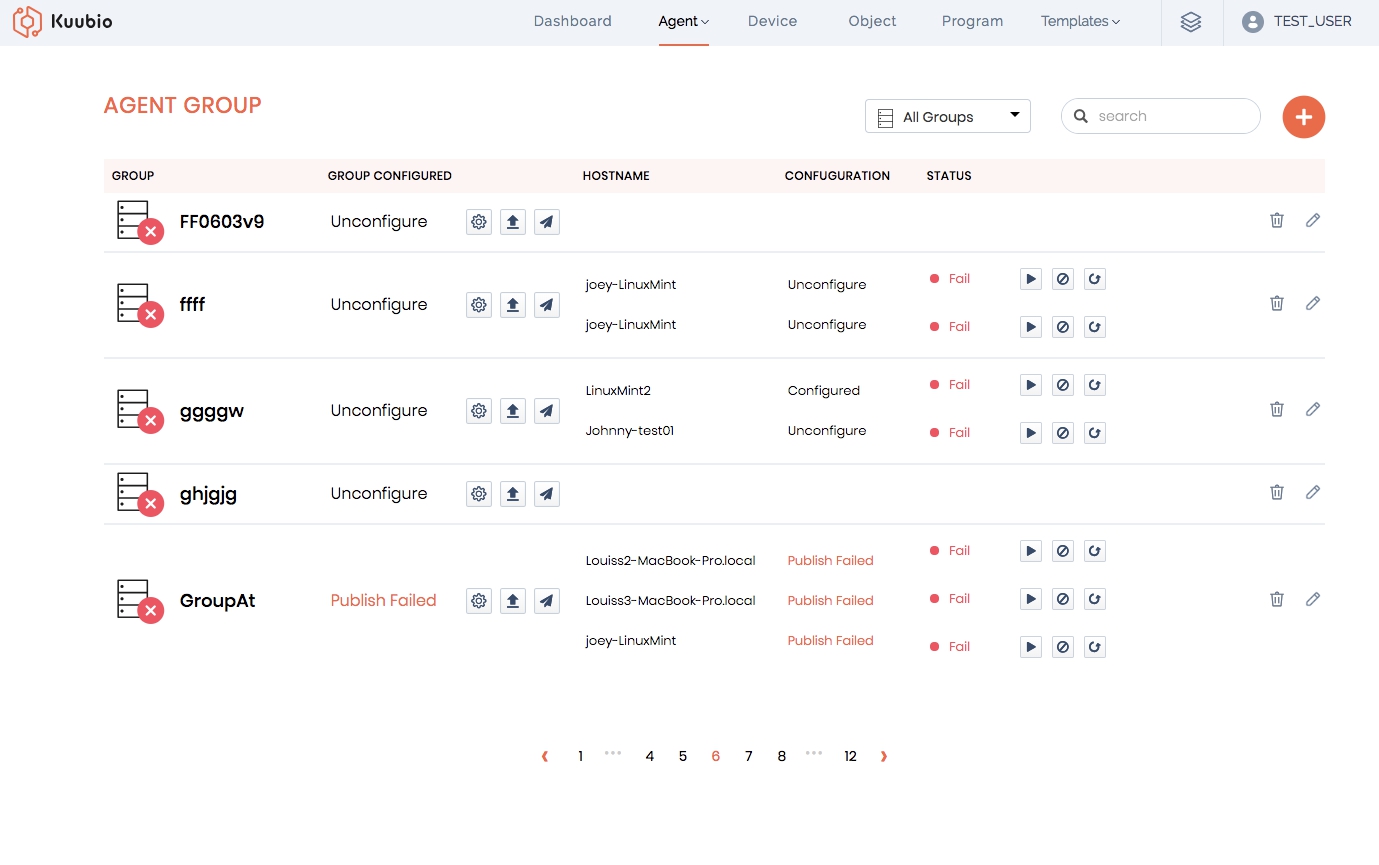 Kuubio Dashboard Agent Device Object Program Templates TEST_USER
AGENT GROUP
All Groups search
GROUP GROUP CONFIGURED HOSTNAME CONFUGURATION STATUS
FF0603v9 Unconfigure
ffff Unconfigure
joey-LinuxMint Unconfigure Fail
joey-LinuxMint Unconfigure Fail
ggggw Unconfigure
LinuxMint2 Configured Fail
Johnny-test01 Unconfigure Fail
ghjgjg Unconfigure
GroupAt Publish Failed
Louiss2-MacBook-Pro.local Publish Failed Fail
Louiss3-MacBook-Pro.local Publish Failed Fail
joey-LinuxMint Publish Failed Fail
1 ••• 4 5 6 7 8 ••• 12